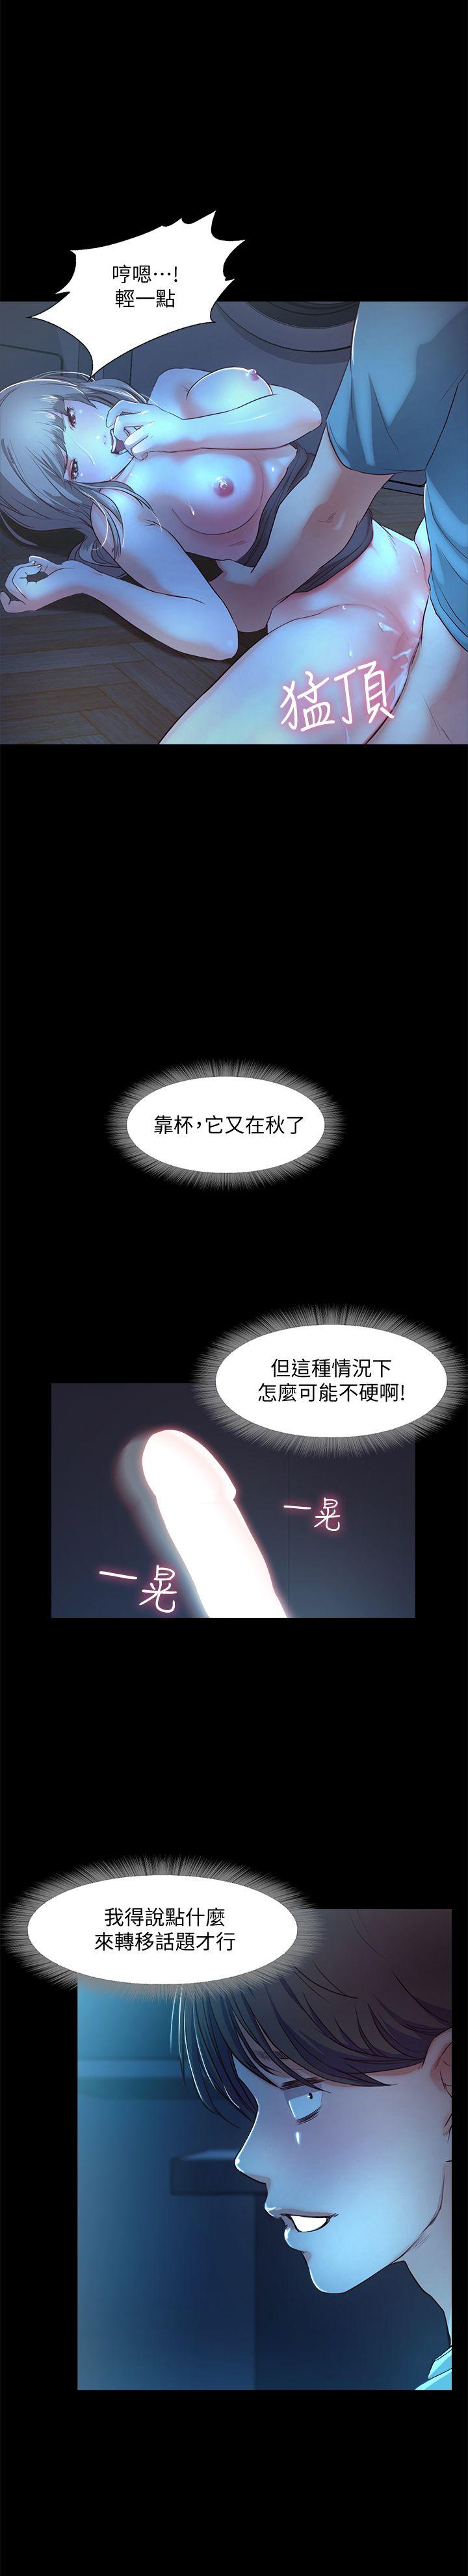 哼嗯⋯!
輕一點
猛頂
靠杯,它又在秋了
但這種情況下
怎麼可能不硬啊!
一晃
一晃
我得說點什麼
來轉移話題才行